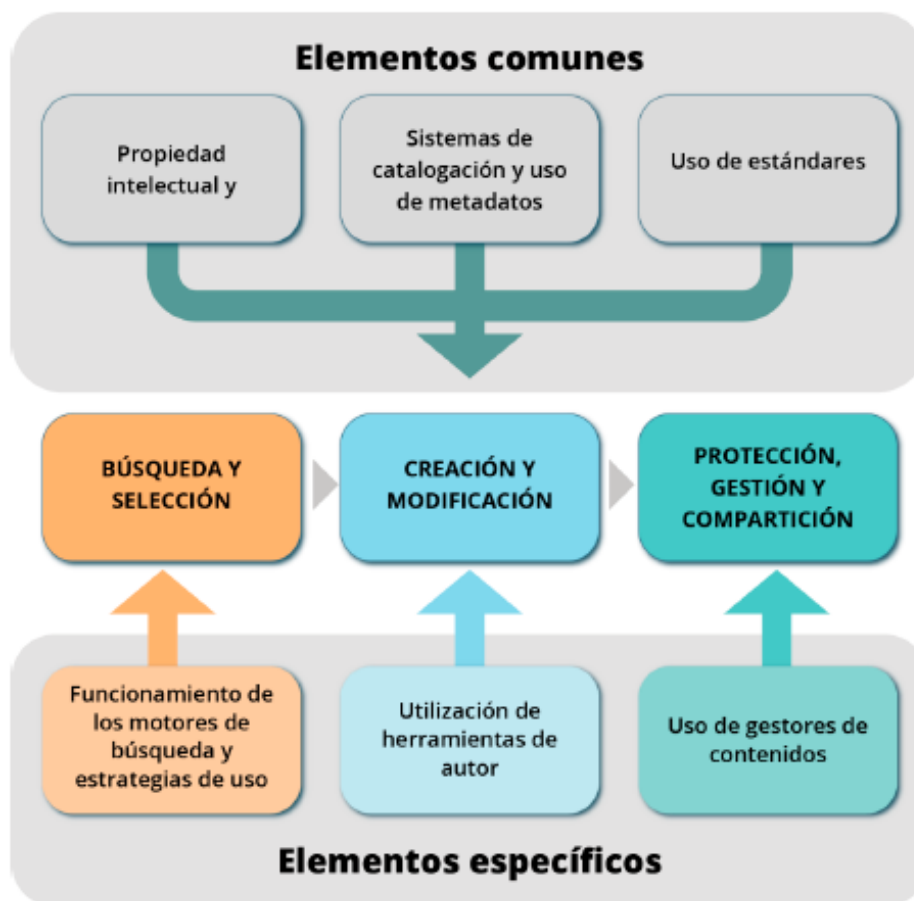 Elementos comunes
Propiedad
intelectual y
Sistemas de
catalogación y uso
de metadatos
Uso de estándares
BÚSQUEDA Y
SELECCIÓN
CREACIÓN Y
MODIFICACIÓN
PROTECCIÓN,
GESTIÓN Y
COMPARTICIÓN
Funcionamiento de
los motores de
búsqueda y
estrategias de uso
Utilización de
herramientas de
autor
Uso de gestores de
contenidos
Elementos específicos